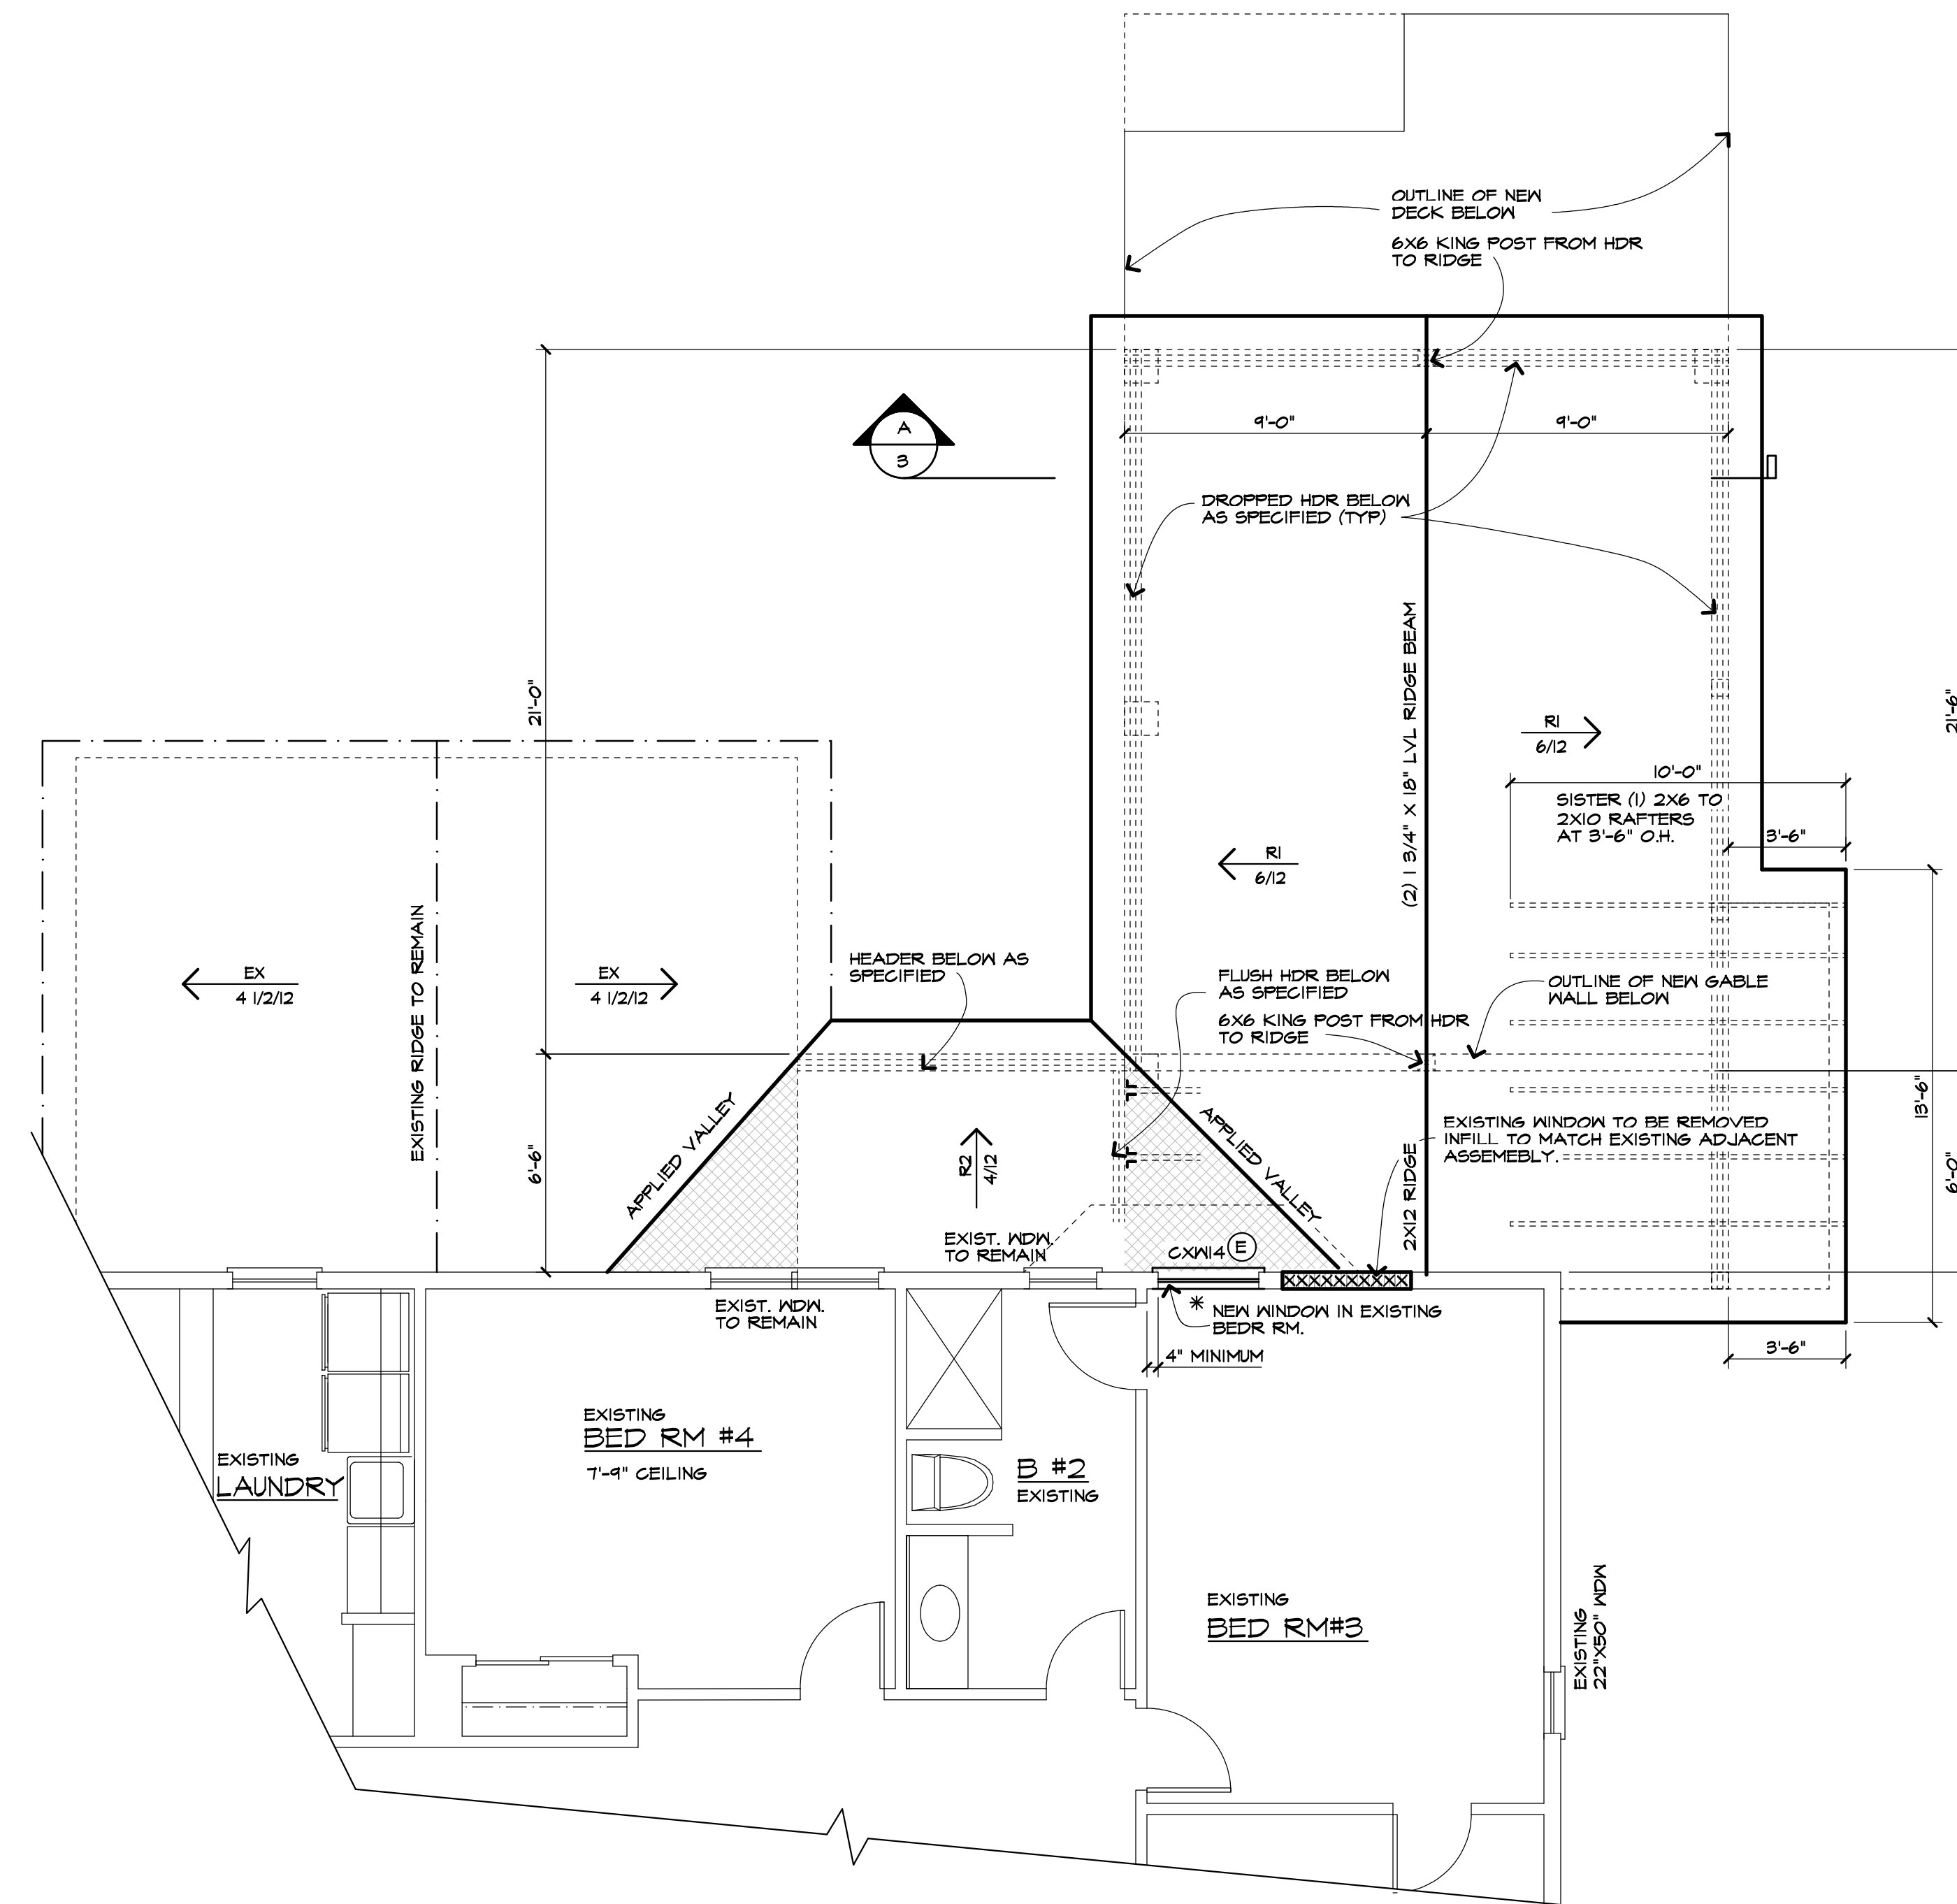 OUTLINE OF NEW
DECK BELOW
6X6 KING POST FROM HDR
TO RIDGE
9'-0"
9'-0"
A
3
DROPPED HDR BELOW
AS SPECIFIED (TYP)
21'-0"
(2) 1 3/4" X 18" LVL RIDGE BEAM
R1
6/12
21'-6"
10'-0"
SISTER (1) 2X6 TO
2X10 RAFTERS
AT 3'-6" O.H.
3'-6"
R1
6/12
EXISTING RIDGE TO REMAIN
EX
4 1/2/12
EX
4 1/2/12
HEADER BELOW AS
SPECIFIED
FLUSH HDR BELOW
AS SPECIFIED
6X6 KING POST FROM HDR
TO RIDGE
OUTLINE OF NEW GABLE
WALL BELOW
13'-6"
6'-6"
APPLIED VALLEY
R2
4/12
APPLIED VALLEY
2X12 RIDGE
EXISTING WINDOW TO BE REMOVED
INFILL TO MATCH EXISTING ADJACENT
ASSEMEBLY.
6'-0"
EXIST. WDW.
TO REMAIN
CXW14
E
EXIST. WDW.
TO REMAIN
* NEW WINDOW IN EXISTING
BEDR RM.
4" MINIMUM
3'-6"
EXISTING
BED RM #4
7'-9" CEILING
EXISTING
LAUNDRY
B #2
EXISTING
EXISTING
BED RM#3
EXISTING
22"X50" WDW